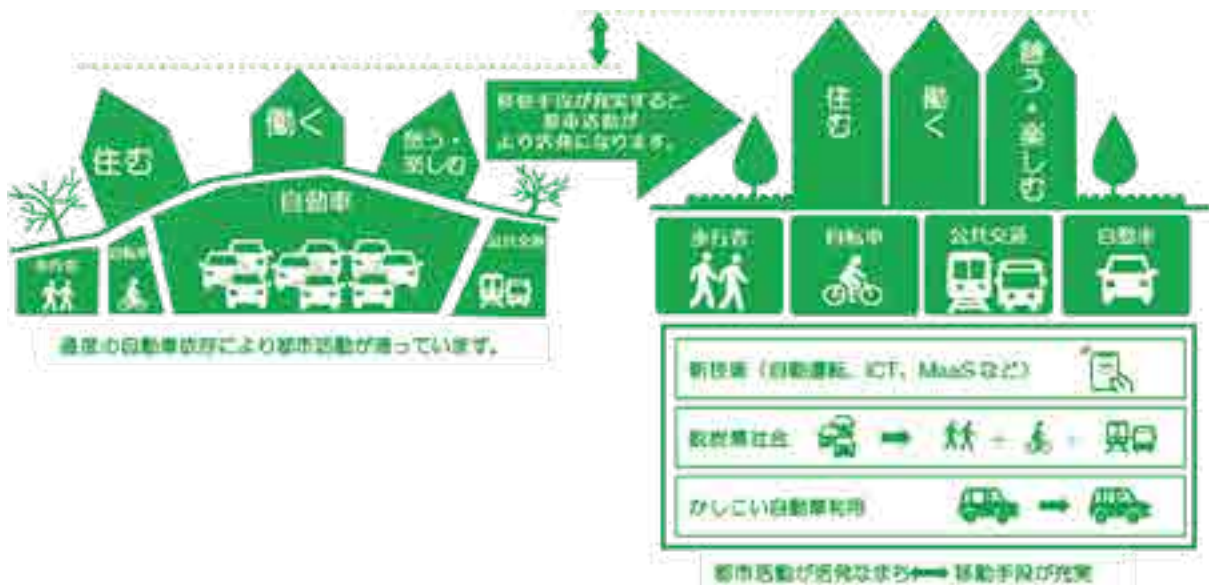 住む
働く
憩う・
楽しむ
自動車
歩行者
自転車
公共交通
過度の自動車依存により都市活動が滞っています。
移動手段が充実すると
都市活動が
より活発になります。
住む
働く
憩う・楽しむ
歩行者
自転車
公共交通
自動車
新技術（自動運転、ICT、MaaSなど）
脱炭素社会
かしこい自動車利用
都市活動が活発なまち
移動手段が充実